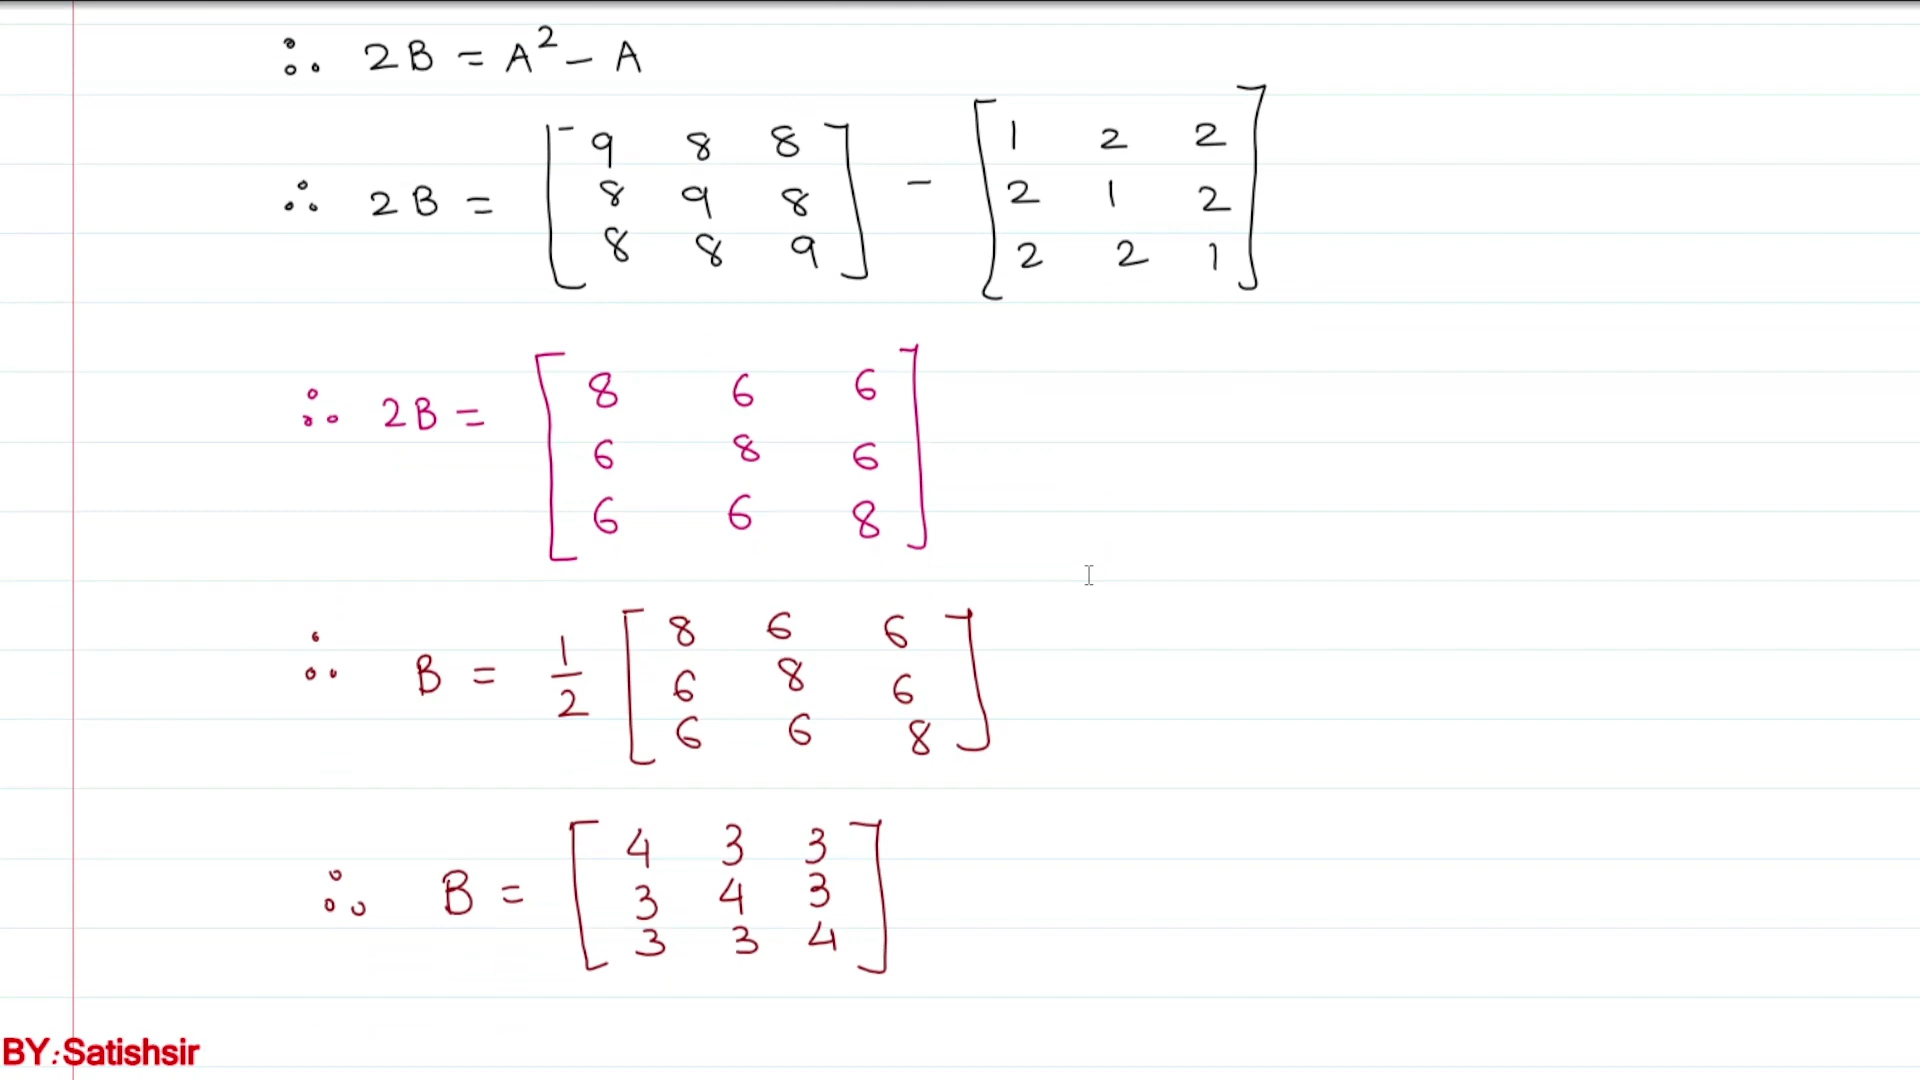 ∴ 2B = A² - A
∴ 2B = [9 8 8 - [1 2 2
8 9 8 2 1 2
8 8 9] 2 2 1]
∴ 2B = [8 6 6
6 8 6
6 6 8]
∴ B = 1/2 [8 6 6
6 8 6
6 6 8]
∴ B = [4 3 3
3 4 3
3 3 4]
BY:Satishsir